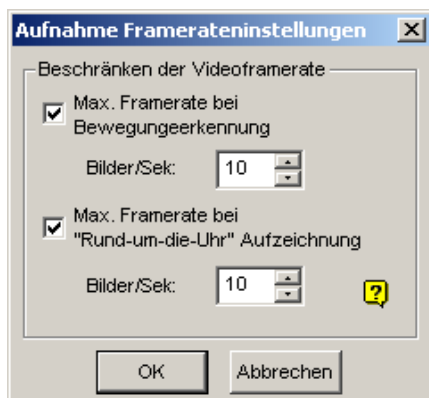 Aufnahme Framerateninstellungen
Beschränken der Videoframerate
Max. Framerate bei
Bewegungeerkennung
Bilder/Sek: 10
Max. Framerate bei
"Rund-um-die-Uhr" Aufzeichnung
Bilder/Sek: 10
?
OK Abbrechen